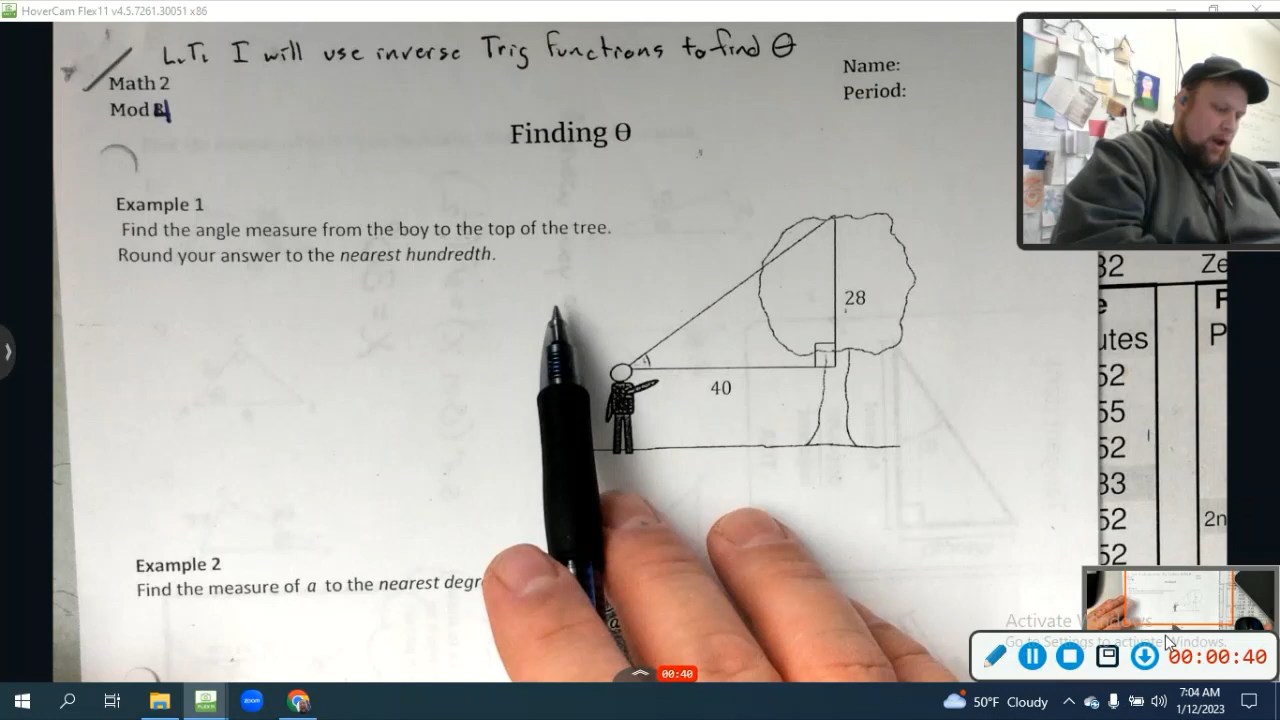 HoverCam Flex11 v4.5.7261.30051 x86
L.T. I will use inverse Trig functions to find θ
Math 2
Mod 4
Name:
Period:
Finding θ
Example 1
Find the angle measure from the boy to the top of the tree.
Round your answer to the nearest hundredth.
28
40
Example 2
Find the measure of a to the nearest
32
Ze
e
F
utes
P
52
55
52
33
52
2n
52
Activate Windows
Go to Settings to activate Windows.
00:00:40
00:40
zoom
50°F Cloudy
7:04 AM
1/12/2023